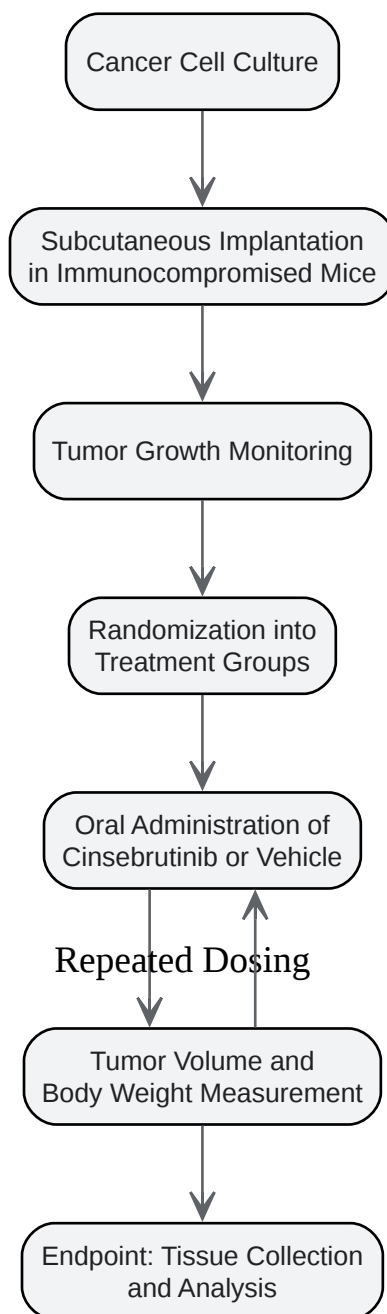 Cancer Cell Culture
Subcutaneous Implantation
in Immunocompromised Mice
Tumor Growth Monitoring
Randomization into
Treatment Groups
Oral Administration of
Cinsebrutinib or Vehicle
Repeated Dosing
Tumor Volume and
Body Weight Measurement
Endpoint: Tissue Collection
and Analysis